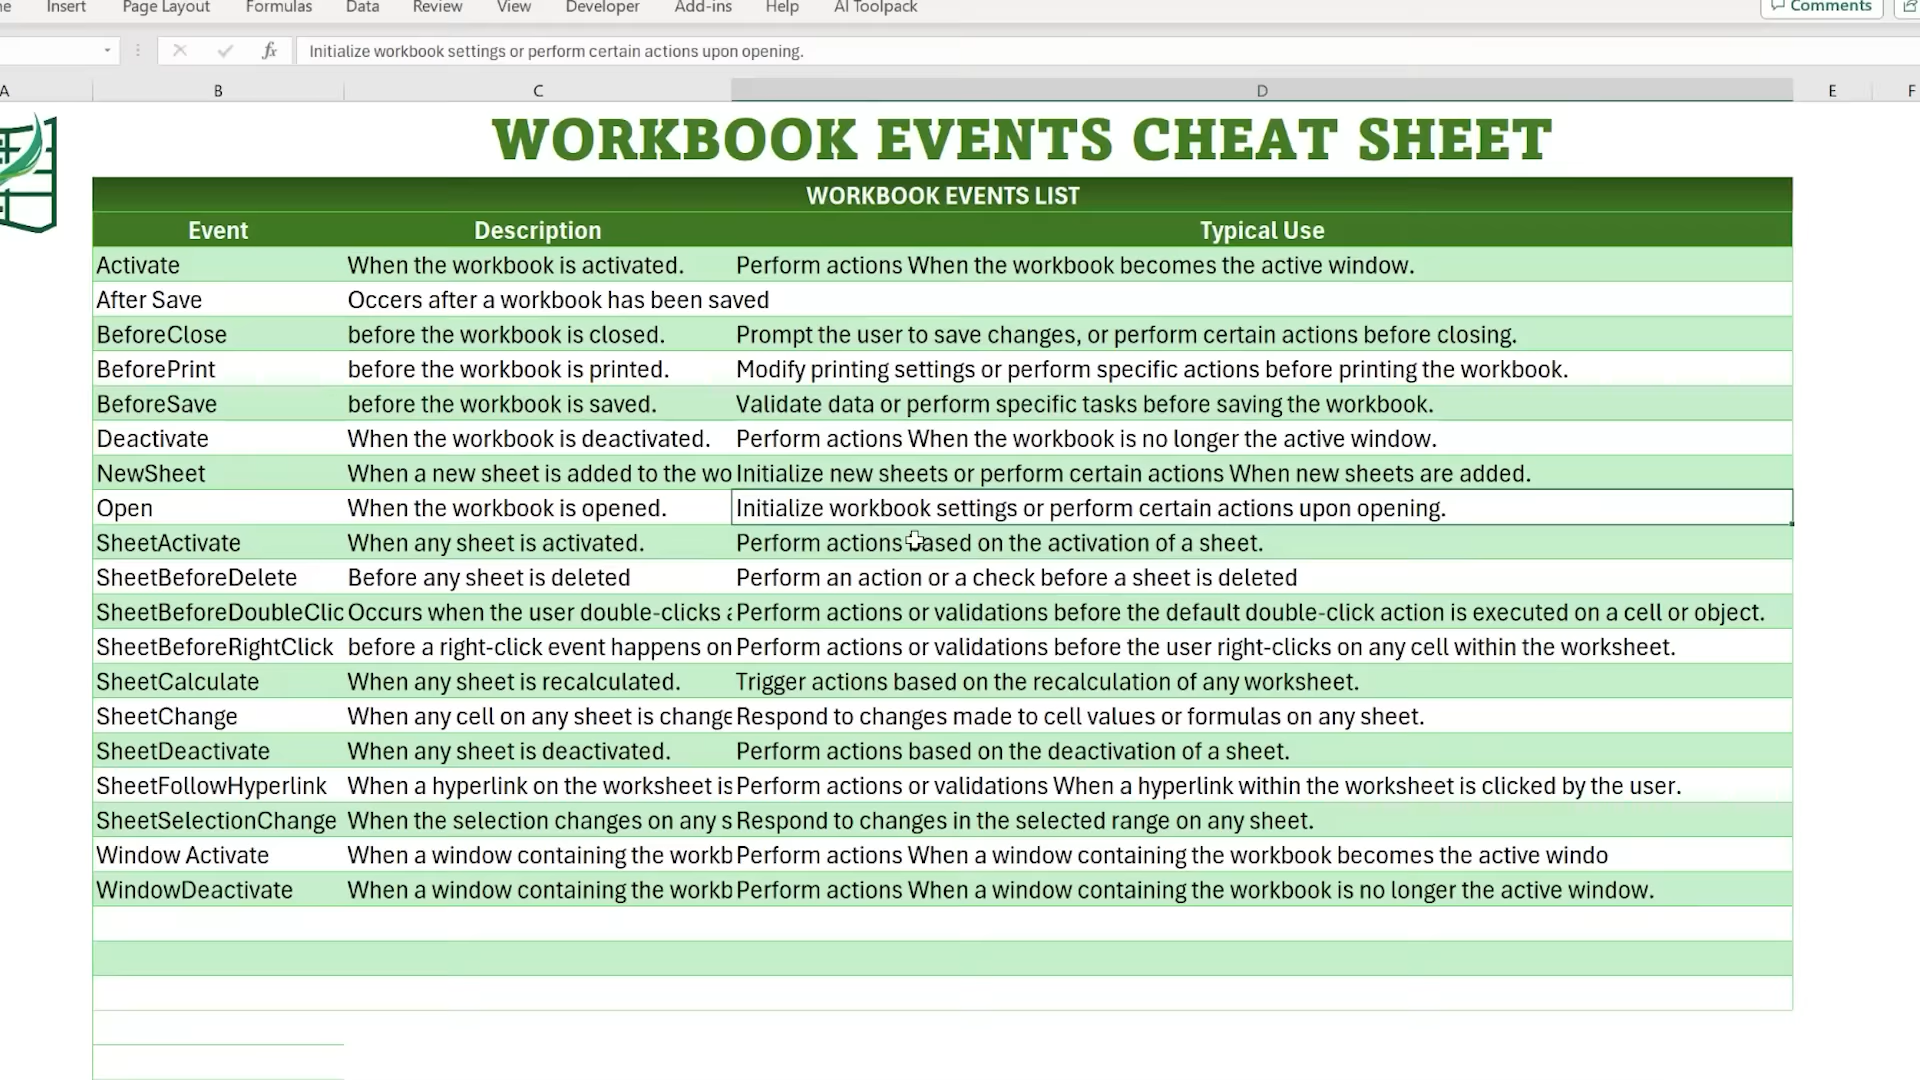 Insert Page Layout Formulas Data Review View Developer Add-ins Help AI Toolpack Comments
fx Initialize workbook settings or perform certain actions upon opening.
A B C D E F
WORKBOOK EVENTS CHEAT SHEET
WORKBOOK EVENTS LIST
Event Description Typical Use
Activate When the workbook is activated. Perform actions When the workbook becomes the active window.
After Save Occers after a workbook has been saved
BeforeClose before the workbook is closed. Prompt the user to save changes, or perform certain actions before closing.
BeforePrint before the workbook is printed. Modify printing settings or perform specific actions before printing the workbook.
BeforeSave before the workbook is saved. Validate data or perform specific tasks before saving the workbook.
Deactivate When the workbook is deactivated. Perform actions When the workbook is no longer the active window.
NewSheet When a new sheet is added to the wo Initialize new sheets or perform certain actions When new sheets are added.
Open When the workbook is opened. Initialize workbook settings or perform certain actions upon opening.
SheetActivate When any sheet is activated. Perform actions based on the activation of a sheet.
SheetBeforeDelete Before any sheet is deleted Perform an action or a check before a sheet is deleted
SheetBeforeDoubleClic Occurs when the user double-clicks Perform actions or validations before the default double-click action is executed on a cell or object.
SheetBeforeRightClick before a right-click event happens on Perform actions or validations before the user right-clicks on any cell within the worksheet.
SheetCalculate When any sheet is recalculated. Trigger actions based on the recalculation of any worksheet.
SheetChange When any cell on any sheet is change Respond to changes made to cell values or formulas on any sheet.
SheetDeactivate When any sheet is deactivated. Perform actions based on the deactivation of a sheet.
SheetFollowHyperlink When a hyperlink on the worksheet is Perform actions or validations When a hyperlink within the worksheet is clicked by the user.
SheetSelectionChange When the selection changes on any s Respond to changes in the selected range on any sheet.
Window Activate When a window containing the workb Perform actions When a window containing the workbook becomes the active windo
WindowDeactivate When a window containing the workb Perform actions When a window containing the workbook is no longer the active window.